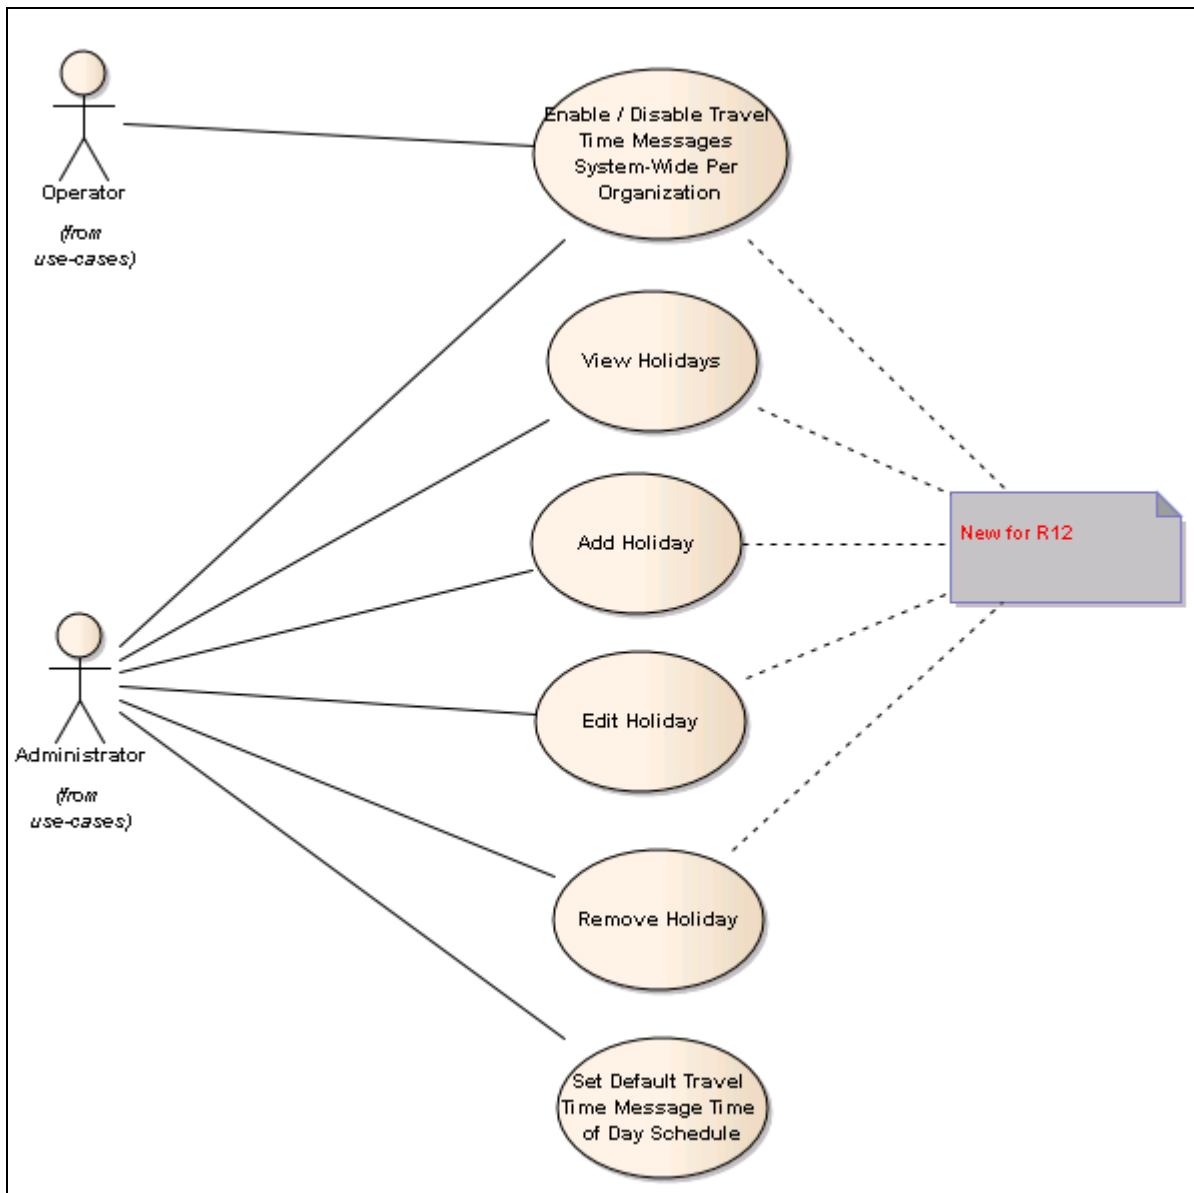 Enable / Disable Travel
Time Messages
System-Wide Per
Organization
Operator
(from
use-cases)
View Holidays
New for R12
Add Holiday
Edit Holiday
Administrator
(from
use-cases)
Remove Holiday
Set Default Travel
Time Message Time
of Day Schedule